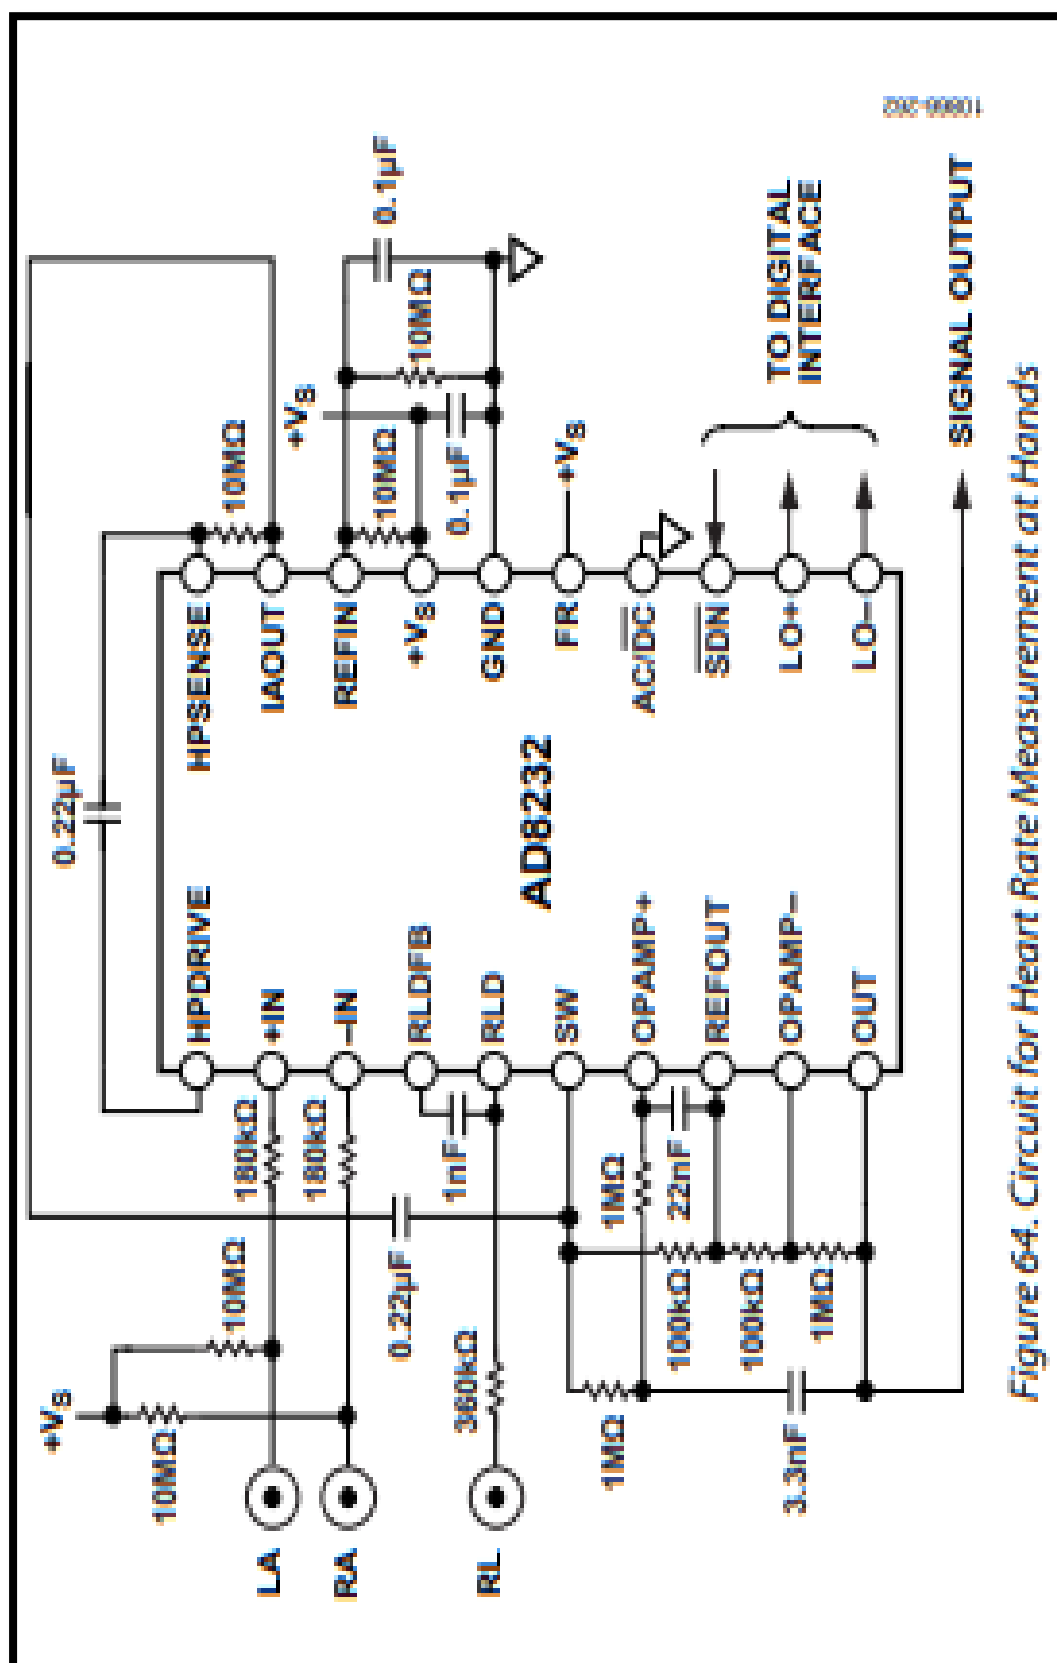 +VS
10MΩ
10MΩ
LA
RA
RL
180kΩ
180kΩ
0.22µF
1nF
360kΩ
1MΩ
1MΩ
22nF
100kΩ
100kΩ
1MΩ
3.3nF
0.22µF
HPDRIVE
+IN
–IN
RLDFB
RLD
SW
OPAMP+
REFOUT
OPAMP–
OUT
AD8232
HPSENSE
IAOUT
REFIN
+VS
GND
FR
AC/DC
SDN
LO+
LO–
10MΩ
+VS
10MΩ
0.1µF
10MΩ
0.1µF
+VS
TO DIGITAL
INTERFACE
SIGNAL OUTPUT
10866-262
Figure 64. Circuit for Heart Rate Measurement at Hands